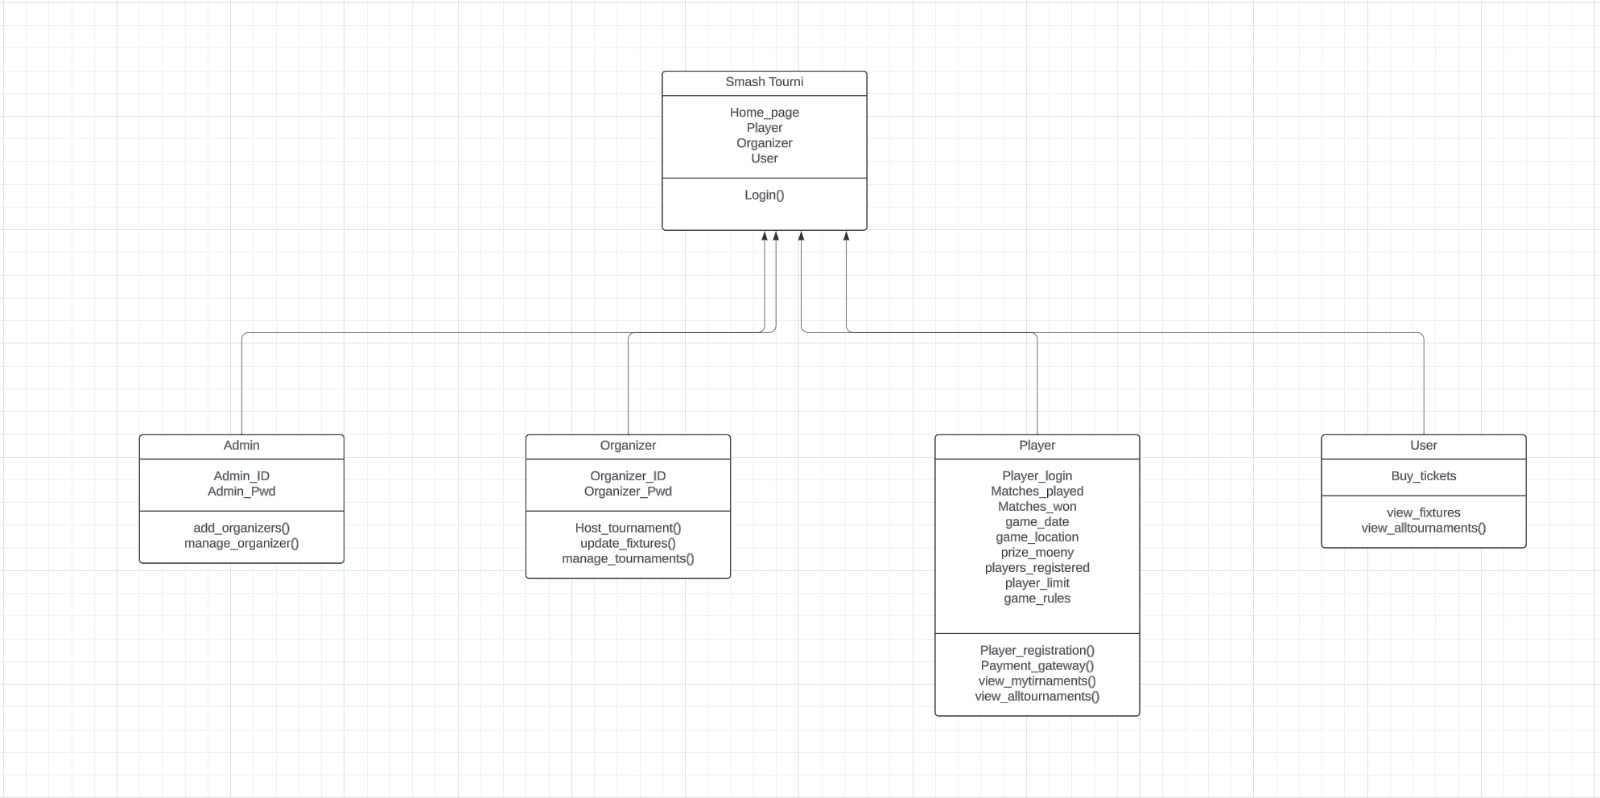 Smash Tourni
Home_page
Player
Organizer
User
Login()
Admin
Admin_ID
Admin_Pwd
add_organizers()
manage_organizer()
Organizer
Organizer_ID
Organizer_Pwd
Host_tournament()
update_fixtures()
manage_tournaments()
Player
Player_login
Matches_played
Matches_won
game_date
game_location
prize_moeny
players_registered
player_limit
game_rules
Player_registration()
Payment_gateway()
view_mytirnaments()
view_alltournaments()
User
Buy_tickets
view_fixtures
view_alltournaments()